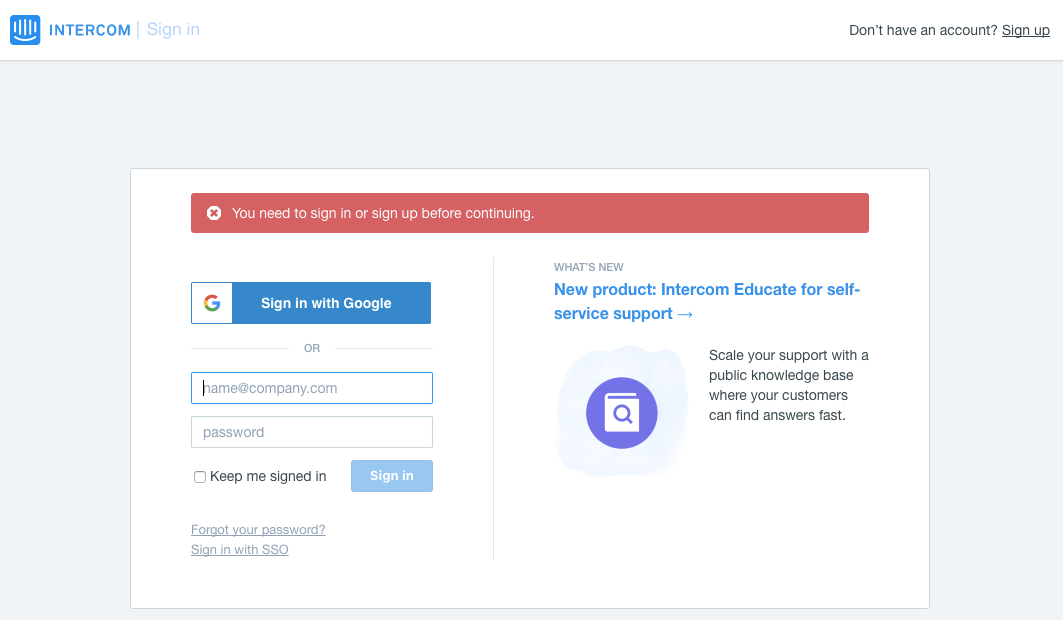 INTERCOM | Sign in
Don't have an account? Sign up
You need to sign in or sign up before continuing.
Sign in with Google
OR
name@company.com
password
Keep me signed in
Sign in
Forgot your password?
Sign in with SSO
WHAT'S NEW
New product: Intercom Educate for self-
service support →
Scale your support with a
public knowledge base
where your customers
can find answers fast.